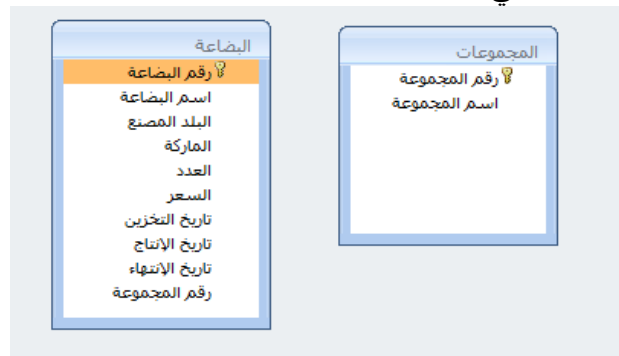 المجموعات
رقم المجموعة
اسم المجموعة
البضاعة
رقم البضاعة
اسم البضاعة
البلد المصنع
الماركة
العدد
السعر
تاريخ التخزين
تاريخ الإنتاج
تاريخ الإنتهاء
رقم المجموعة